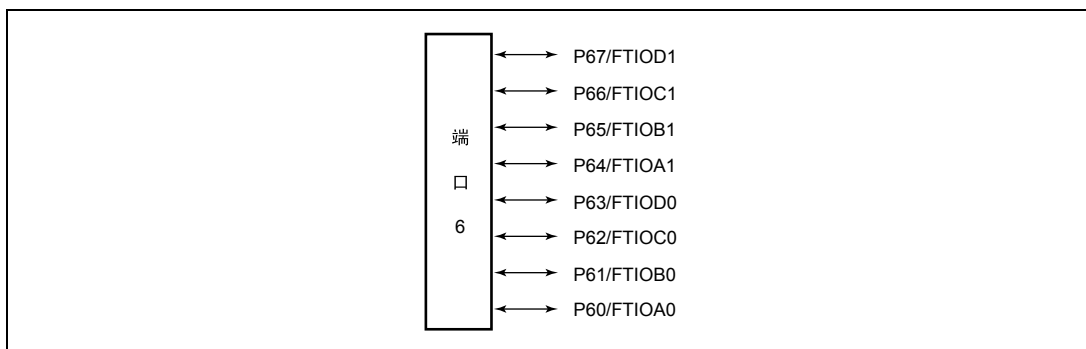 端
口
6
P67/FTIOD1
P66/FTIOC1
P65/FTIOB1
P64/FTIOA1
P63/FTIOD0
P62/FTIOC0
P61/FTIOB0
P60/FTIOA0